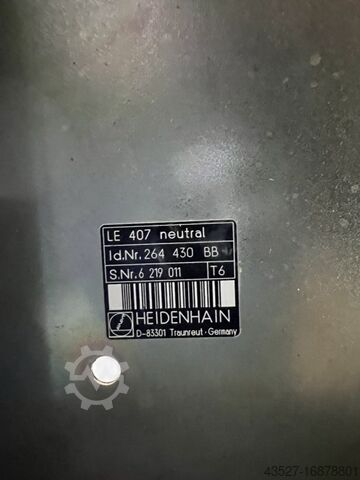 LE 407 neutral
Id.Nr. 264 430 BB
S.Nr. 6 219 011 T6
HEIDENHAIN
D-83301 Traunreut · Germany
43527-16878801